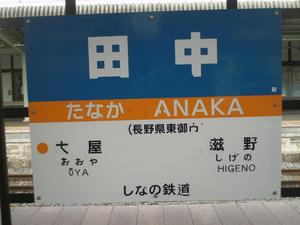 田中
たなか ANAKA
(長野県東御市)
大屋 滋野
おおや しげの
OYA HIGENO
しなの鉄道